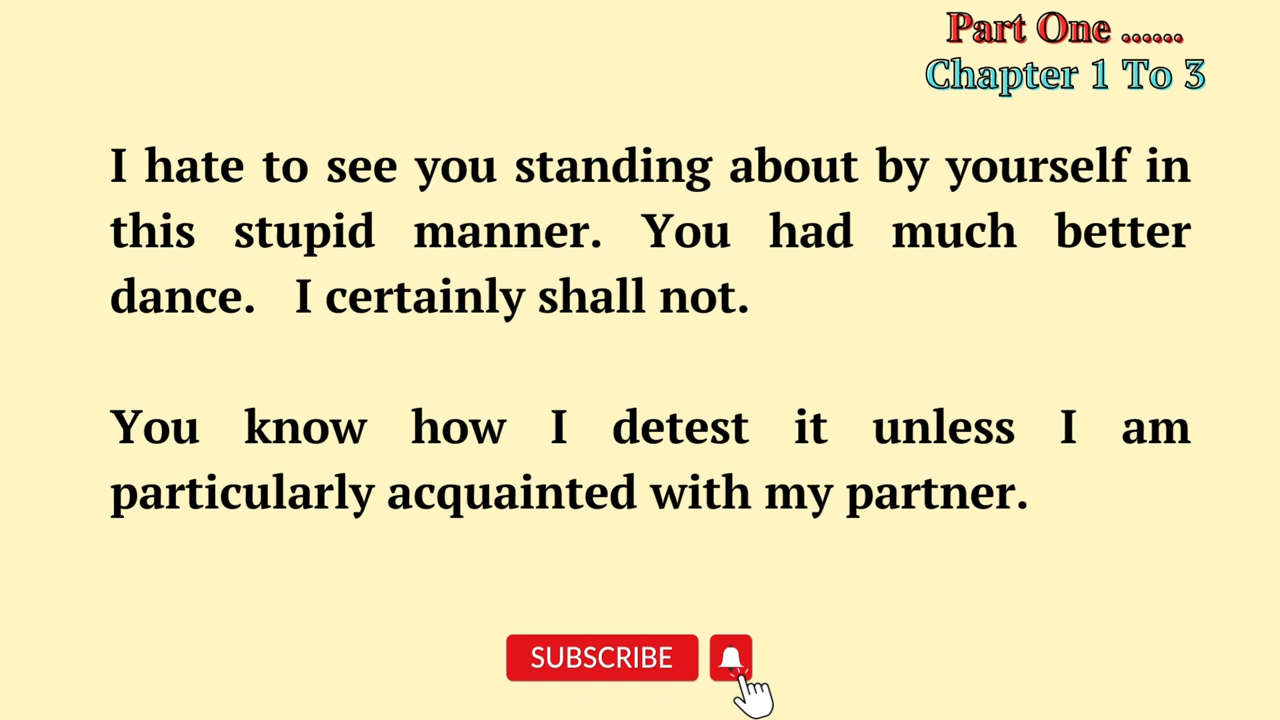 Part One ......
Chapter 1 To 3
I hate to see you standing about by yourself in
this stupid manner. You had much better
dance. I certainly shall not.
You know how I detest it unless I am
particularly acquainted with my partner.
SUBSCRIBE